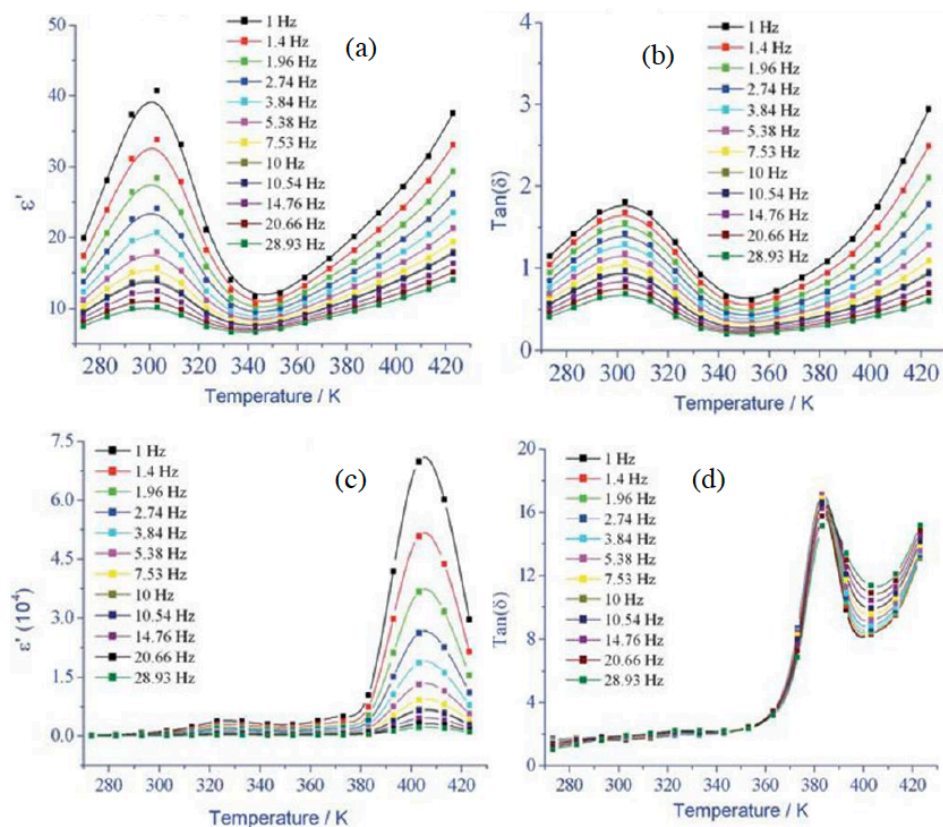 (a)
50
40
30
20
10
ε'
1 Hz
1.4 Hz
1.96 Hz
2.74 Hz
3.84 Hz
5.38 Hz
7.53 Hz
10 Hz
10.54 Hz
14.76 Hz
20.66 Hz
28.93 Hz
280 300 320 340 360 380 400 420
Temperature / K
(b)
4
3
2
1
0
Tan(δ)
1 Hz
1.4 Hz
1.96 Hz
2.74 Hz
3.84 Hz
5.38 Hz
7.53 Hz
10 Hz
10.54 Hz
14.76 Hz
20.66 Hz
28.93 Hz
280 300 320 340 360 380 400 420
Temperature / K
(c)
7.5
6.0
4.5
3.0
1.5
0.0
ε' (10⁴)
1 Hz
1.4 Hz
1.96 Hz
2.74 Hz
3.84 Hz
5.38 Hz
7.53 Hz
10 Hz
10.54 Hz
14.76 Hz
20.66 Hz
28.93 Hz
280 300 320 340 360 380 400 420
Temperature / K
(d)
20
16
12
8
4
0
Tan(δ)
1 Hz
1.4 Hz
1.96 Hz
2.74 Hz
3.84 Hz
5.38 Hz
7.53 Hz
10 Hz
10.54 Hz
14.76 Hz
20.66 Hz
28.93 Hz
280 300 320 340 360 380 400 420
Temperature / K